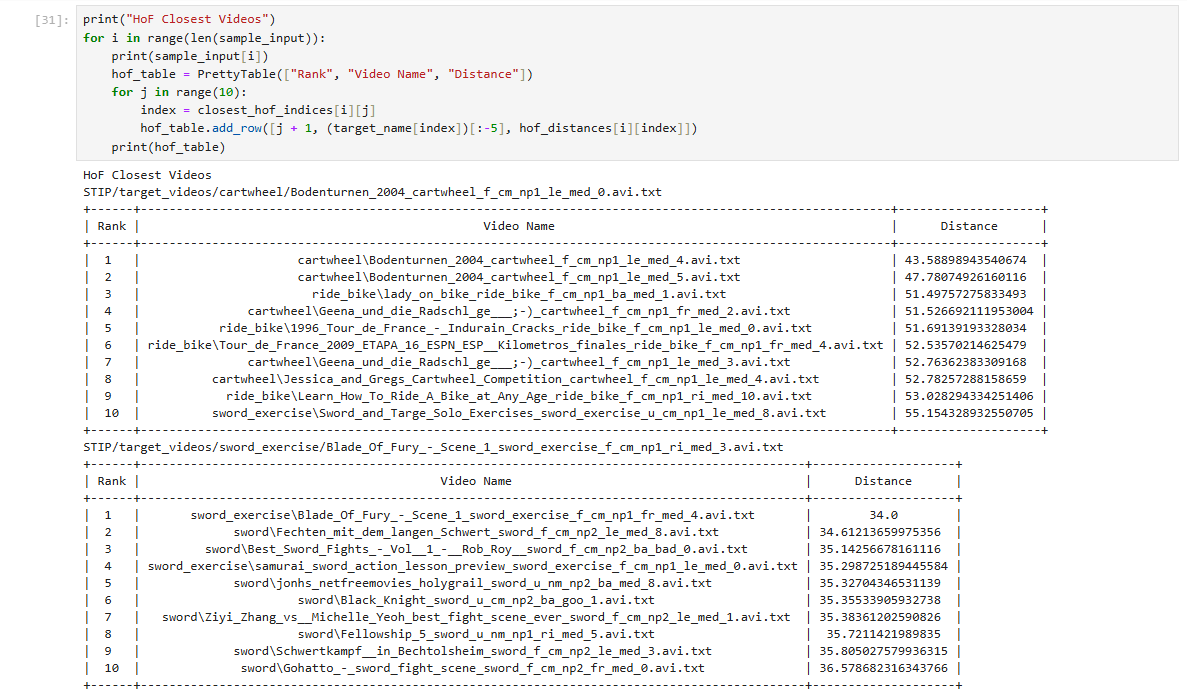 [31]: print("HoF Closest Videos")
for i in range(len(sample_input)):
    print(sample_input[i])
    hof_table = PrettyTable(["Rank", "Video Name", "Distance"])
    for j in range(10):
        index = closest_hof_indices[i][j]
        hof_table.add_row([j + 1, (target_name[index])[:-5], hof_distances[i][index]])
    print(hof_table)
HoF Closest Videos
STIP/target_videos/cartwheel/Bodenturnen_2004_cartwheel_f_cm_np1_le_med_0.avi.txt
| Rank | Video Name | Distance |
| 1 | cartwheel\Bodenturnen_2004_cartwheel_f_cm_np1_le_med_4.avi.txt | 43.58898943540674 |
| 2 | cartwheel\Bodenturnen_2004_cartwheel_f_cm_np1_le_med_5.avi.txt | 47.78074926160116 |
| 3 | ride_bike\lady_on_bike_ride_bike_f_cm_np1_ba_med_1.avi.txt | 51.49757275833493 |
| 4 | cartwheel\Geena_und_die_Radschl_ge___;-)_cartwheel_f_cm_np1_fr_med_2.avi.txt | 51.526692111953004 |
| 5 | ride_bike\1996_Tour_de_France_-_Indurain_Cracks_ride_bike_f_cm_np1_le_med_0.avi.txt | 51.69139193328034 |
| 6 | ride_bike\Tour_de_France_2009_ETAPA_16_ESPN_ESP__Kilometros_finales_ride_bike_f_cm_np1_fr_med_4.avi.txt | 52.53570214625479 |
| 7 | cartwheel\Geena_und_die_Radschl_ge___;-)_cartwheel_f_cm_np1_le_med_3.avi.txt | 52.76362383309168 |
| 8 | cartwheel\Jessica_and_Gregs_Cartwheel_Competition_cartwheel_f_cm_np1_le_med_4.avi.txt | 52.78257288158659 |
| 9 | ride_bike\Learn_How_To_Ride_A_Bike_at_Any_Age_ride_bike_f_cm_np1_ri_med_10.avi.txt | 53.028294334251406 |
| 10 | sword_exercise\Sword_and_Targe_Solo_Exercises_sword_exercise_u_cm_np1_le_med_8.avi.txt | 55.154328932550705 |
STIP/target_videos/sword_exercise/Blade_Of_Fury_-_Scene_1_sword_exercise_f_cm_np1_ri_med_3.avi.txt
| Rank | Video Name | Distance |
| 1 | sword_exercise\Blade_Of_Fury_-_Scene_1_sword_exercise_f_cm_np1_fr_med_4.avi.txt | 34.0 |
| 2 | sword\Fechten_mit_dem_langen_Schwert_sword_f_cm_np2_le_med_8.avi.txt | 34.61213659975356 |
| 3 | sword\Best_Sword_Fights_-_Vol__1_-__Rob_Roy__sword_f_cm_np2_ba_bad_0.avi.txt | 35.14256678161116 |
| 4 | sword_exercise\samurai_sword_action_lesson_preview_sword_exercise_f_cm_np1_le_med_0.avi.txt | 35.298725189445584 |
| 5 | sword\jonhs_netfreemovies_holygrail_sword_u_nm_np2_ba_med_8.avi.txt | 35.32704346531139 |
| 6 | sword\Black_Knight_sword_u_cm_np2_ba_goo_1.avi.txt | 35.35533905932738 |
| 7 | sword\Ziyi_Zhang_vs__Michelle_Yeoh_best_fight_scene_ever_sword_f_cm_np2_le_med_1.avi.txt | 35.38361202590826 |
| 8 | sword\Fellowship_5_sword_u_nm_np1_ri_med_5.avi.txt | 35.7211421989835 |
| 9 | sword\Schwertkampf__in_Bechtolsheim_sword_f_cm_np2_le_med_3.avi.txt | 35.805027579936315 |
| 10 | sword\Gohatto_-_sword_fight_scene_sword_f_cm_np2_fr_med_0.avi.txt | 36.578682316343766 |